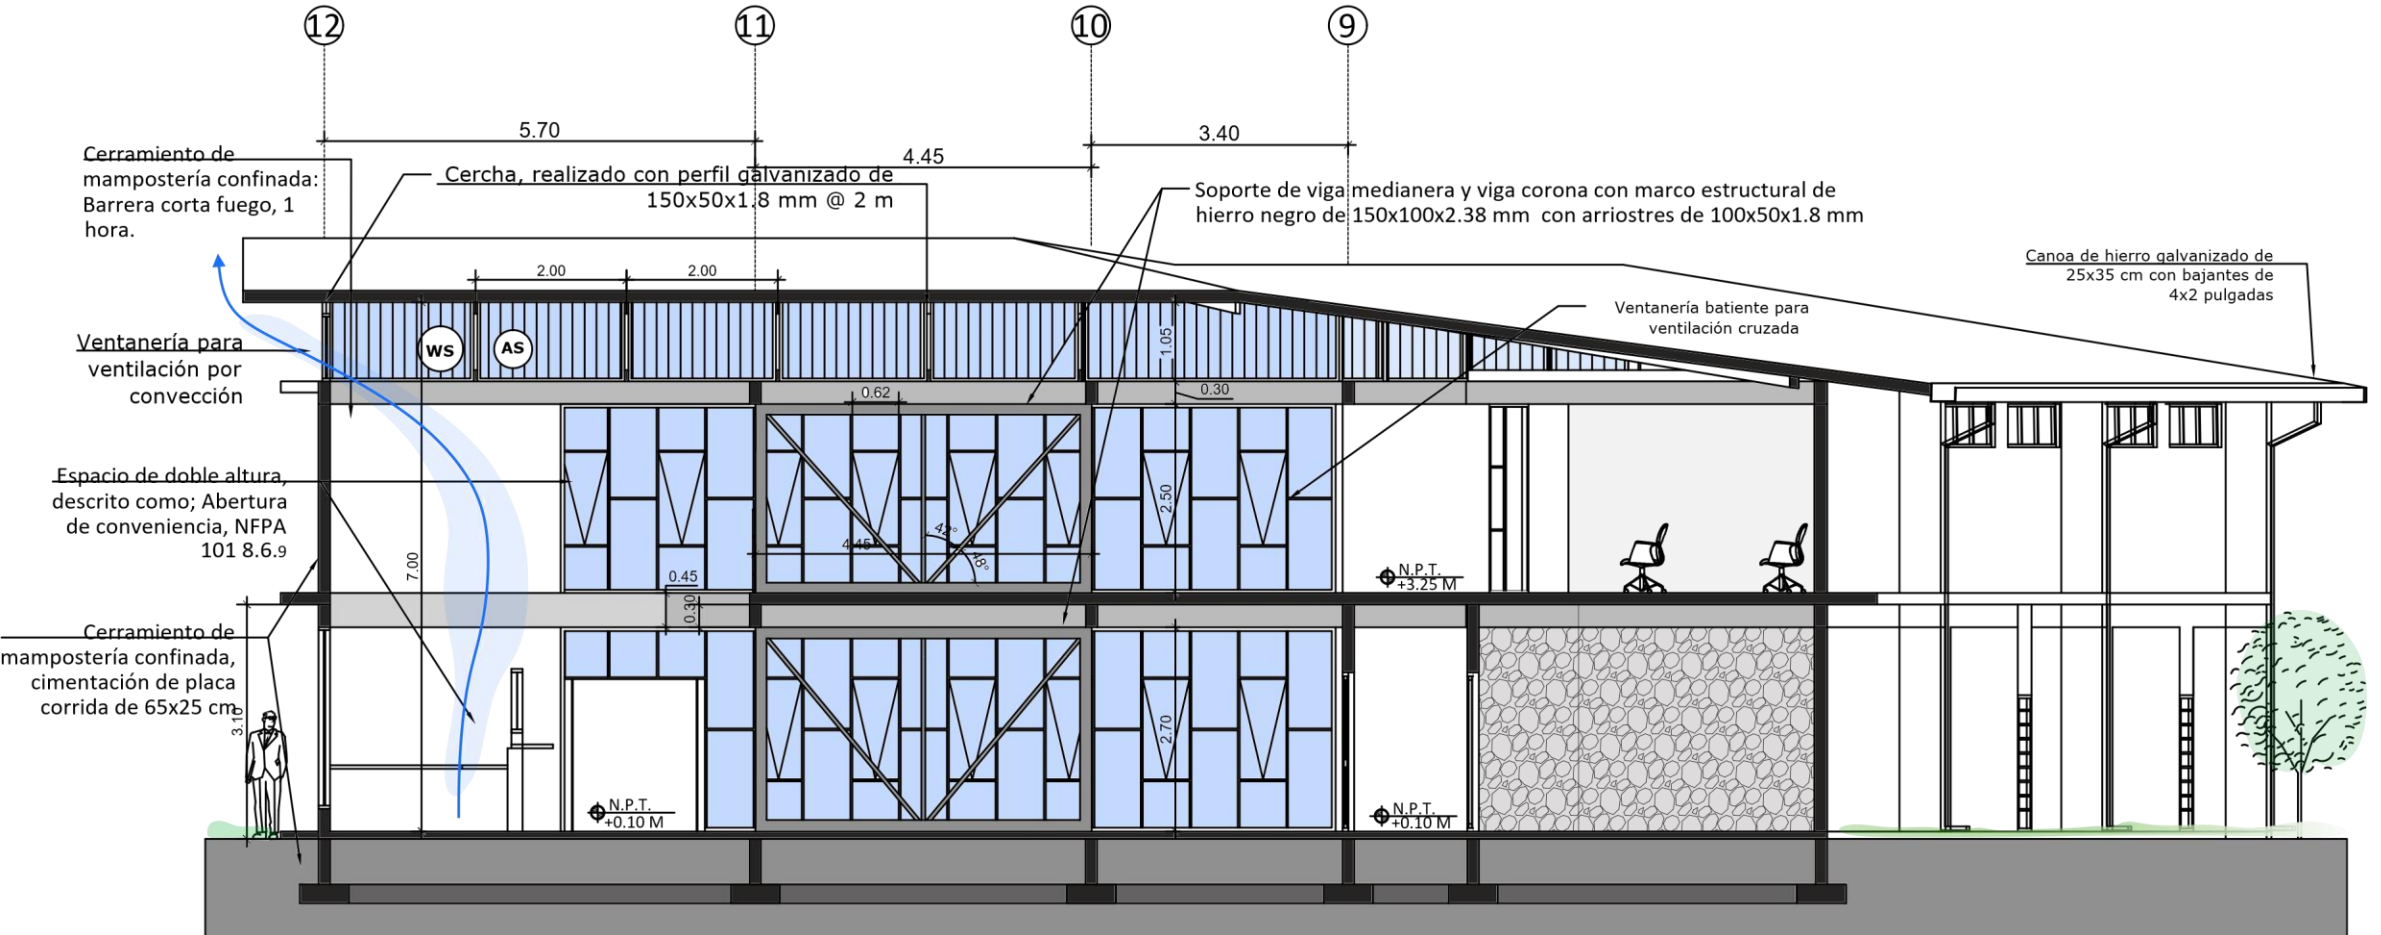 12
11
10
9
5.70
4.45
3.40
Cerramiento de
mampostería confinada:
Barrera corta fuego, 1
hora.
Cercha, realizado con perfil galvanizado de
150x50x1.8 mm @ 2 m
Soporte de viga medianera y viga corona con marco estructural de
hierro negro de 150x100x2.38 mm con arriostres de 100x50x1.8 mm
Canoa de hierro galvanizado de
25x35 cm con bajantes de
4x2 pulgadas
2.00
2.00
Ventanería batiente para
ventilación cruzada
Ventanería para
ventilación por
convección
WS
AS
1.05
0.62
0.30
Espacio de doble altura,
descrito como; Abertura
de conveniencia, NFPA
101 8.6.9
7.00
2.50
42°
48°
4.45
0.45
0.30
N.P.T.
+3.25 M
Cerramiento de
mampostería confinada,
cimentación de placa
corrida de 65x25 cm
3.10
2.70
N.P.T.
+0.10 M
N.P.T.
+0.10 M